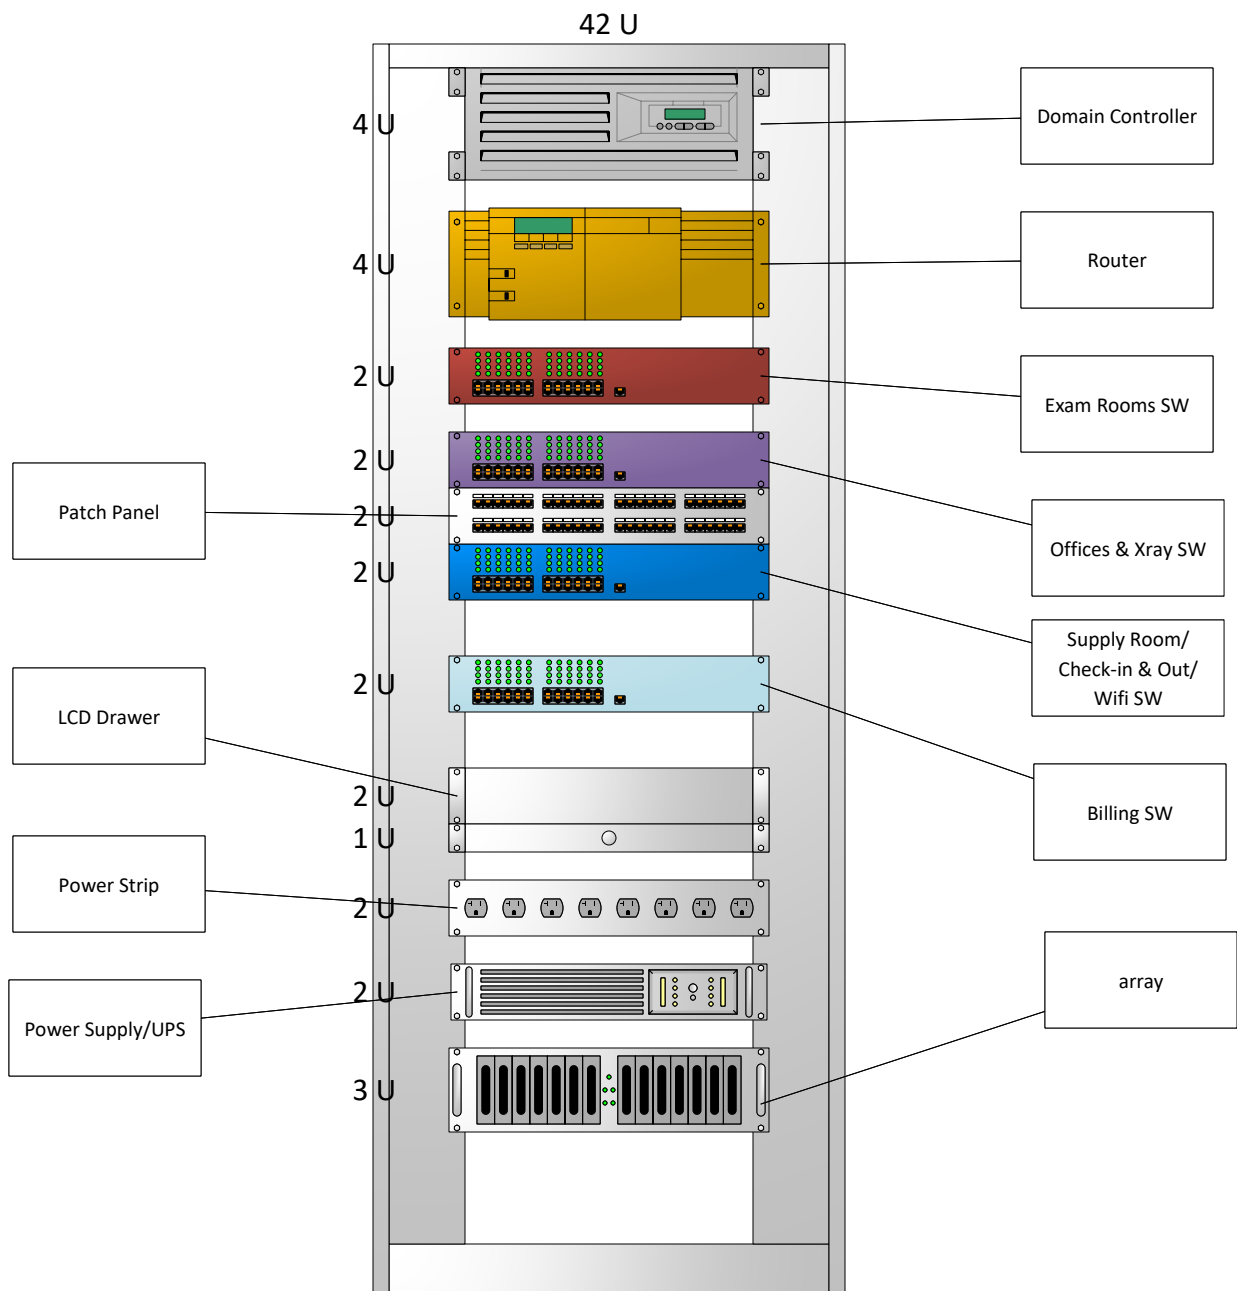 42 U
4 U
Domain Controller
4 U
Router
2 U
Exam Rooms SW
2 U
Patch Panel
2 U
Offices & Xray SW
2 U
Supply Room/
Check-in & Out/
Wifi SW
2 U
LCD Drawer
2 U
Billing SW
1 U
Power Strip
2 U
array
2 U
Power Supply/UPS
3 U